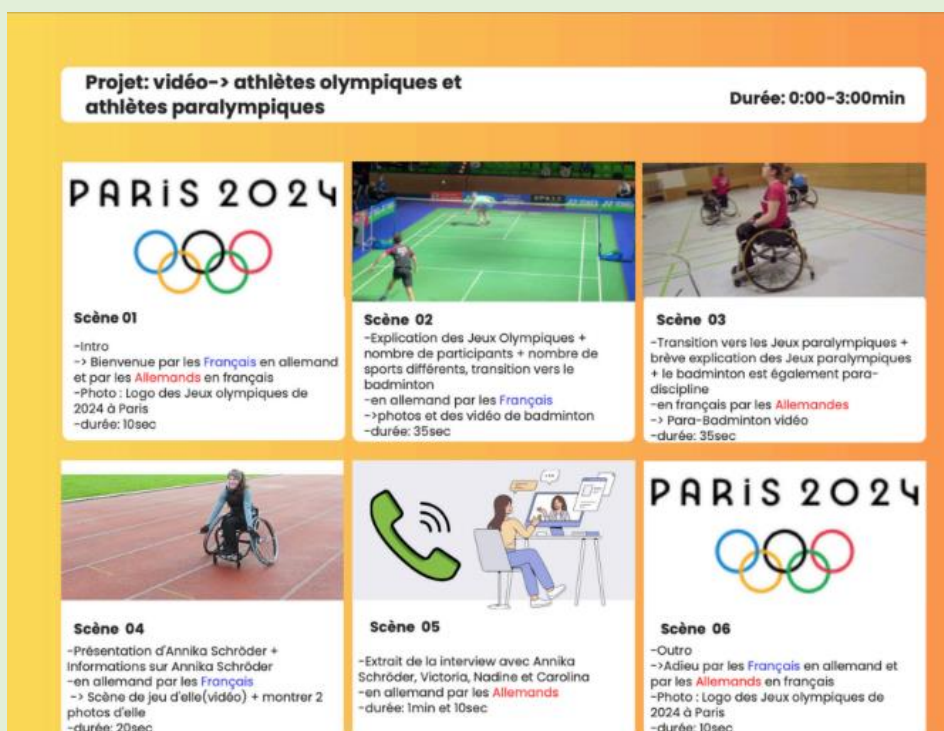 Projet: vidéo-> athlètes olympiques et
athlètes paralympiques
Durée: 0:00-3:00min
PARIS 2024
Scène 01
-Intro
-> Bienvenue par les Français en allemand
et par les Allemands en français
-Photo : Logo des Jeux olympiques de
2024 à Paris
-durée: 10sec
Scène 02
-Explication des Jeux Olympiques +
nombre de participants + nombre de
sports différents, transition vers le
badminton
-en allemand par les Français
->photos et des vidéo de badminton
-durée: 35sec
Scène 03
-Transition vers les Jeux paralympiques +
brève explication des Jeux paralympiques
+ le badminton est également para-
discipline
-en français par les Allemandes
-> Para-Badminton vidéo
-durée: 35sec
Scène 04
-Présentation d'Annika Schröder +
Informations sur Annika Schröder
-en allemand par les Français
-> Scène de jeu d'elle(vidéo) + montrer 2
photos d'elle
-durée: 20sec
Scène 05
-Extrait de la interview avec Annika
Schröder, Victoria, Nadine et Carolina
-en allemand par les Allemands
-durée: 1min et 10sec
PARIS 2024
Scène 06
-Outro
->Adieu par les Français en allemand et
par les Allemands en français
-Photo : Logo des Jeux olympiques de
2024 à Paris
-durée: 10sec